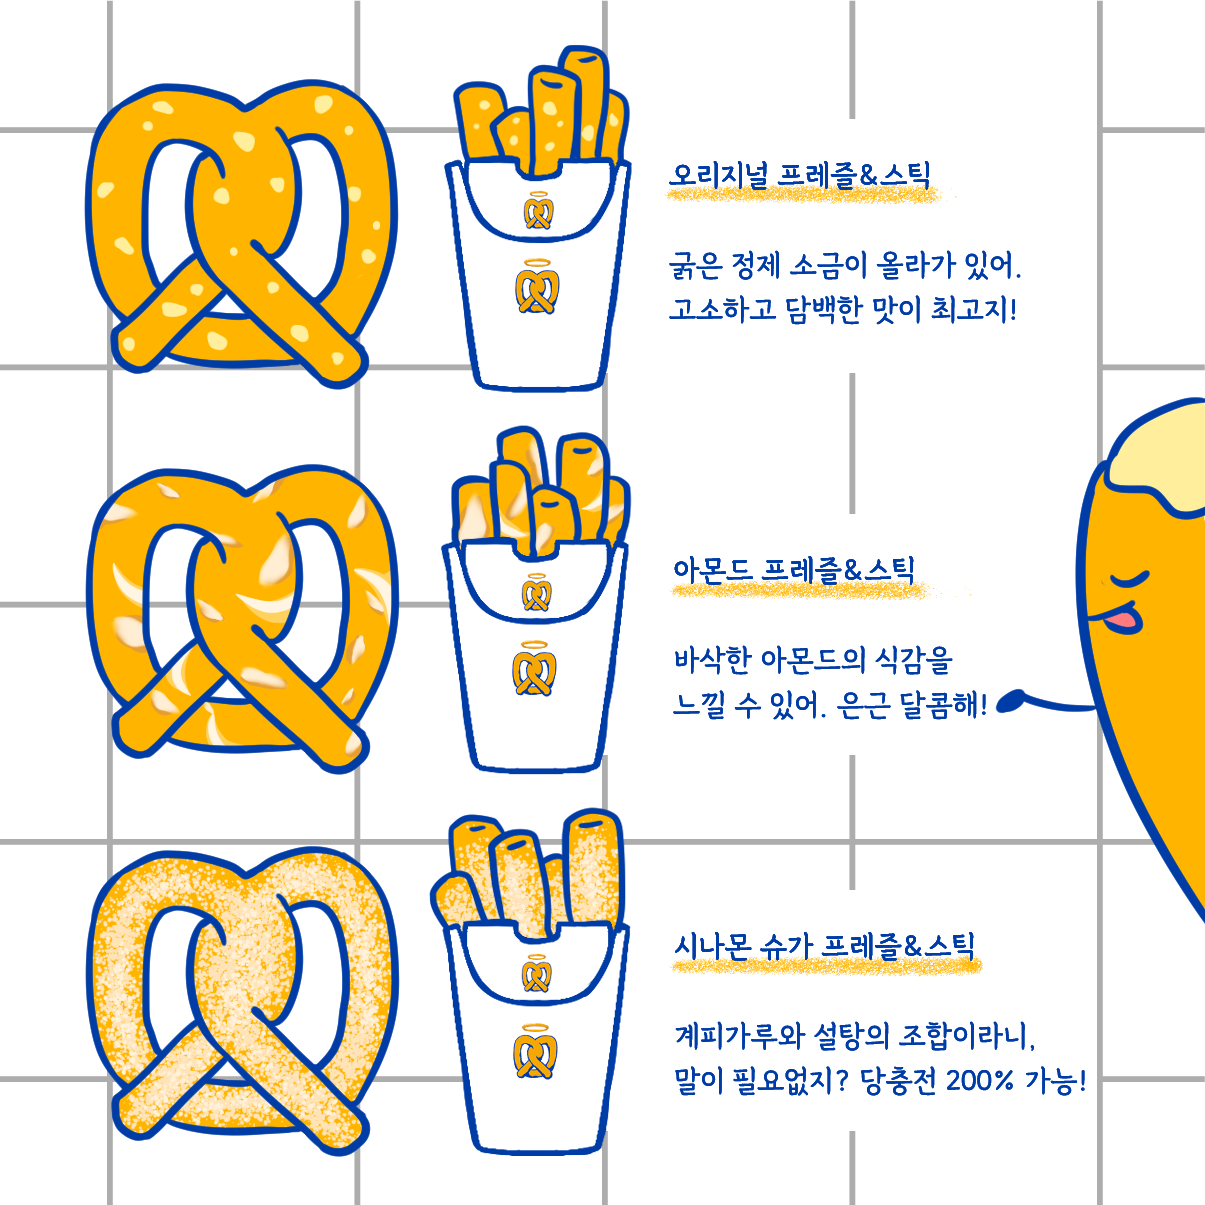 오리지널 프레즐&스틱
굵은 정제 소금이 올라가 있어.
고소하고 담백한 맛이 최고지!
아몬드 프레즐&스틱
바삭한 아몬드의 식감을
느낄 수 있어. 은근 달콤해!
시나몬 슈가 프레즐&스틱
계피가루와 설탕의 조합이라니,
말이 필요없지? 당충전 200% 가능!